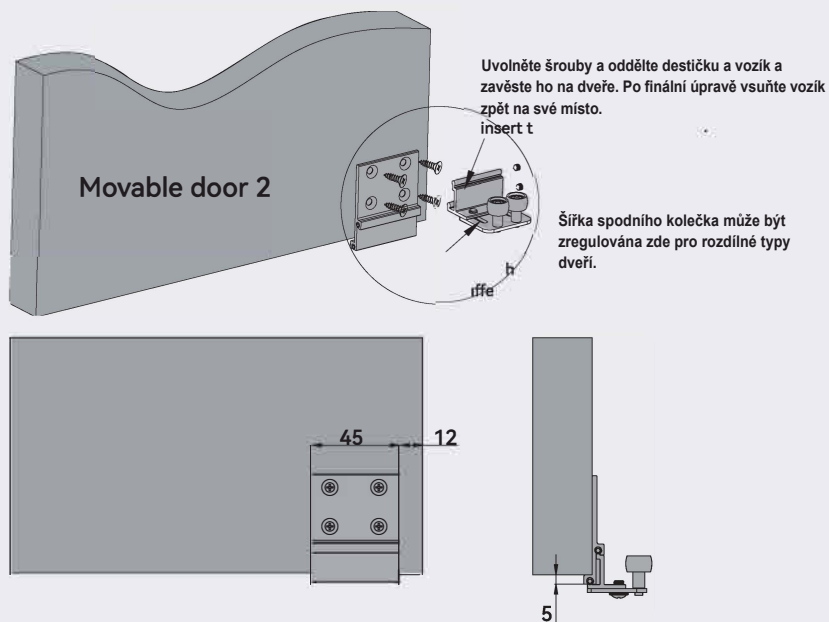 Uvolněte šrouby a oddělte destičku a vozík a
zavěste ho na dveře. Po finální úpravě vsuňte vozík
zpět na své místo.
insert t
Movable door 2
Šířka spodního kolečka může být
zregulována zde pro rozdílné typy
dveří.
h
iffe
45
12
5